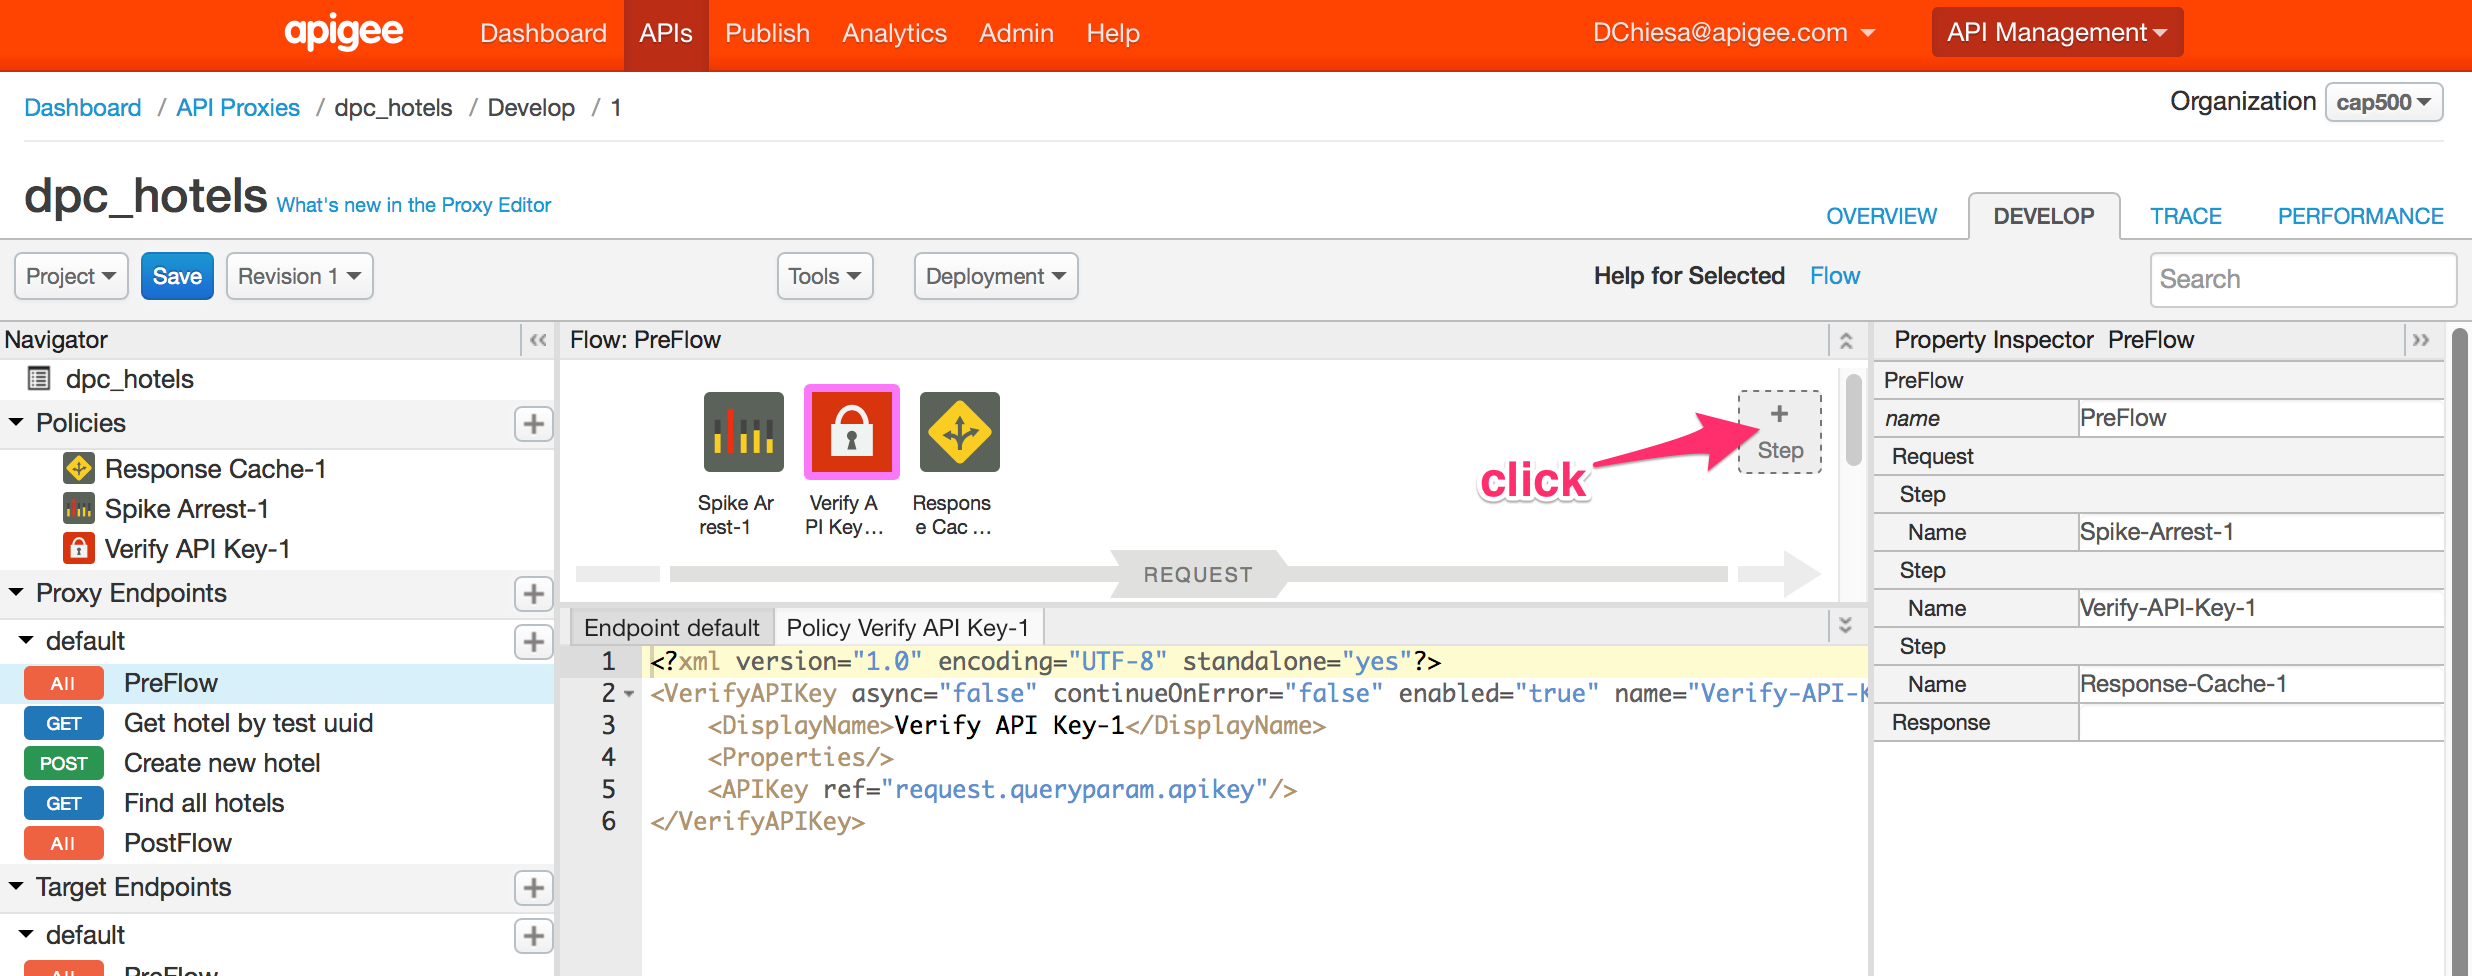 apigee Dashboard APIs Publish Analytics Admin Help DChiesa@apigee.com API Management
Dashboard / API Proxies / dpc_hotels / Develop / 1
Organization cap500
dpc_hotels What's new in the Proxy Editor
OVERVIEW DEVELOP TRACE PERFORMANCE
Project Save Revision 1 Tools Deployment Help for Selected Flow Search
Navigator
dpc_hotels
Policies
Response Cache-1
Spike Arrest-1
Verify API Key-1
Proxy Endpoints
default
All PreFlow
GET Get hotel by test uuid
POST Create new hotel
GET Find all hotels
All PostFlow
Target Endpoints
default
All PreFlow
Flow: PreFlow
+
Step
click
Spike Ar
rest-1
Verify A
PI Key...
Respons
e Cac ...
REQUEST
Endpoint default Policy Verify API Key-1
1 <?xml version="1.0" encoding="UTF-8" standalone="yes"?>
2 <VerifyAPIKey async="false" continueOnError="false" enabled="true" name="Verify-API-K
3 <DisplayName>Verify API Key-1</DisplayName>
4 <Properties/>
5 <APIKey ref="request.queryparam.apikey"/>
6 </VerifyAPIKey>
Property Inspector PreFlow
PreFlow
name PreFlow
Request
Step
Name Spike-Arrest-1
Step
Name Verify-API-Key-1
Step
Name Response-Cache-1
Response